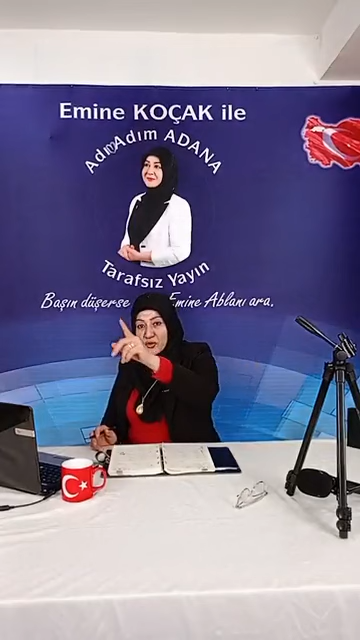 Emine KOÇAK ile
Adım Adım ADANA
Tarafsız Yayın
Başın düşerse Emine Ablanı ara.